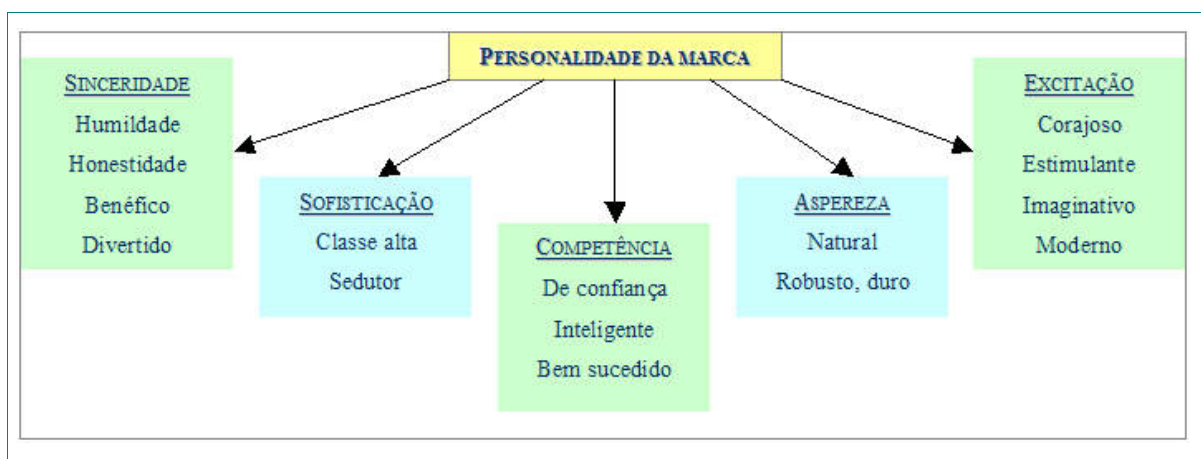 PERSONALIDADE DA MARCA
SINCERIDADE
Humildade
Honestidade
Benéfico
Divertido
SOFISTICAÇÃO
Classe alta
Sedutor
COMPETÊNCIA
De confiança
Inteligente
Bem sucedido
ASPEREZA
Natural
Robusto, duro
EXCITAÇÃO
Corajoso
Estimulante
Imaginativo
Moderno